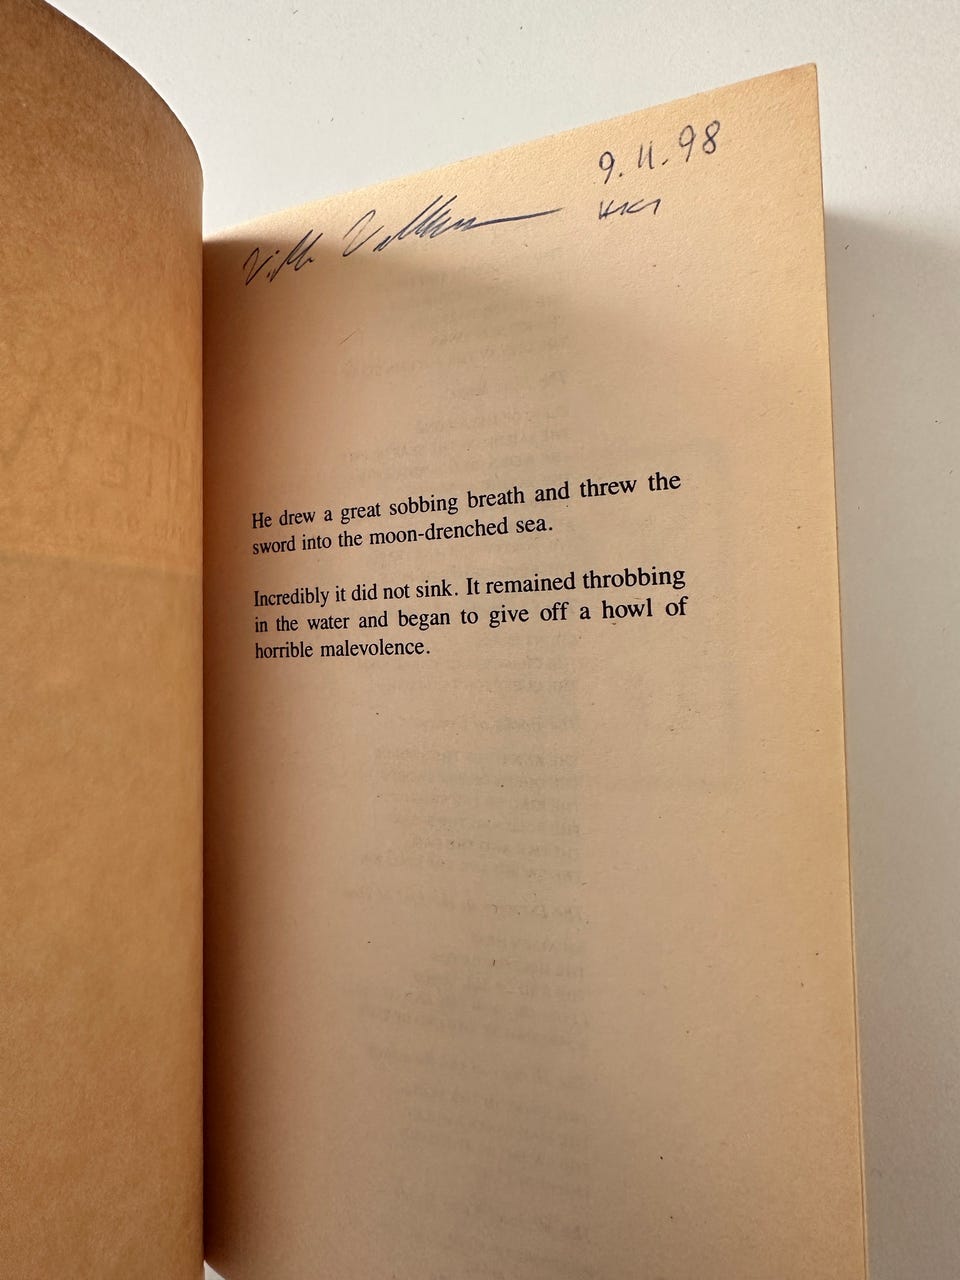 9.11.98
HKI
He drew a great sobbing breath and threw the
sword into the moon-drenched sea.
Incredibly it did not sink. It remained throbbing
in the water and began to give off a howl of
horrible malevolence.